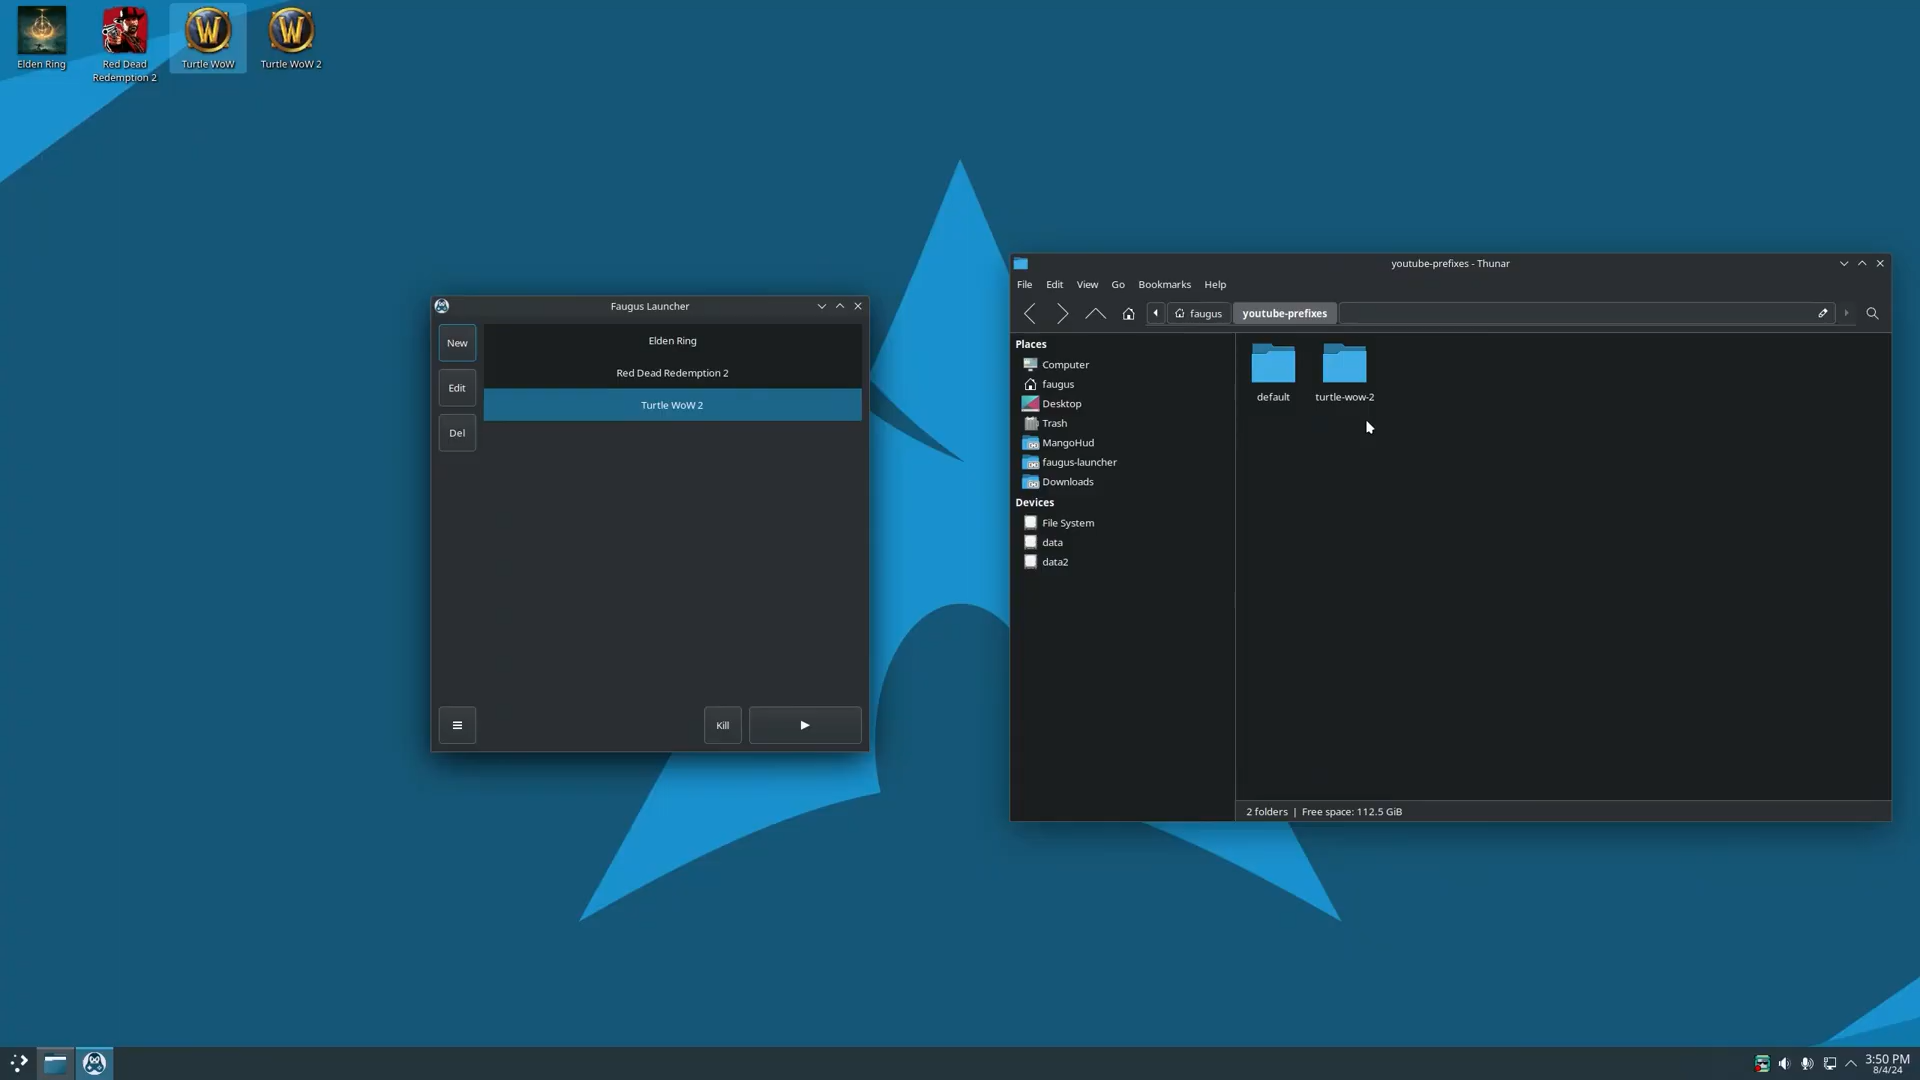 Elden Ring
Red Dead
Redemption 2
Turtle WoW
Turtle WoW 2
Faugus Launcher
New
Edit
Del
Elden Ring
Red Dead Redemption 2
Turtle WoW 2
Kill
youtube-prefixes - Thunar
File Edit View Go Bookmarks Help
faugus youtube-prefixes
Places
Computer
faugus
Desktop
Trash
MangoHud
faugus-launcher
Downloads
Devices
File System
data
data2
default turtle-wow-2
2 folders | Free space: 112.5 GiB
3:50 PM
8/4/24